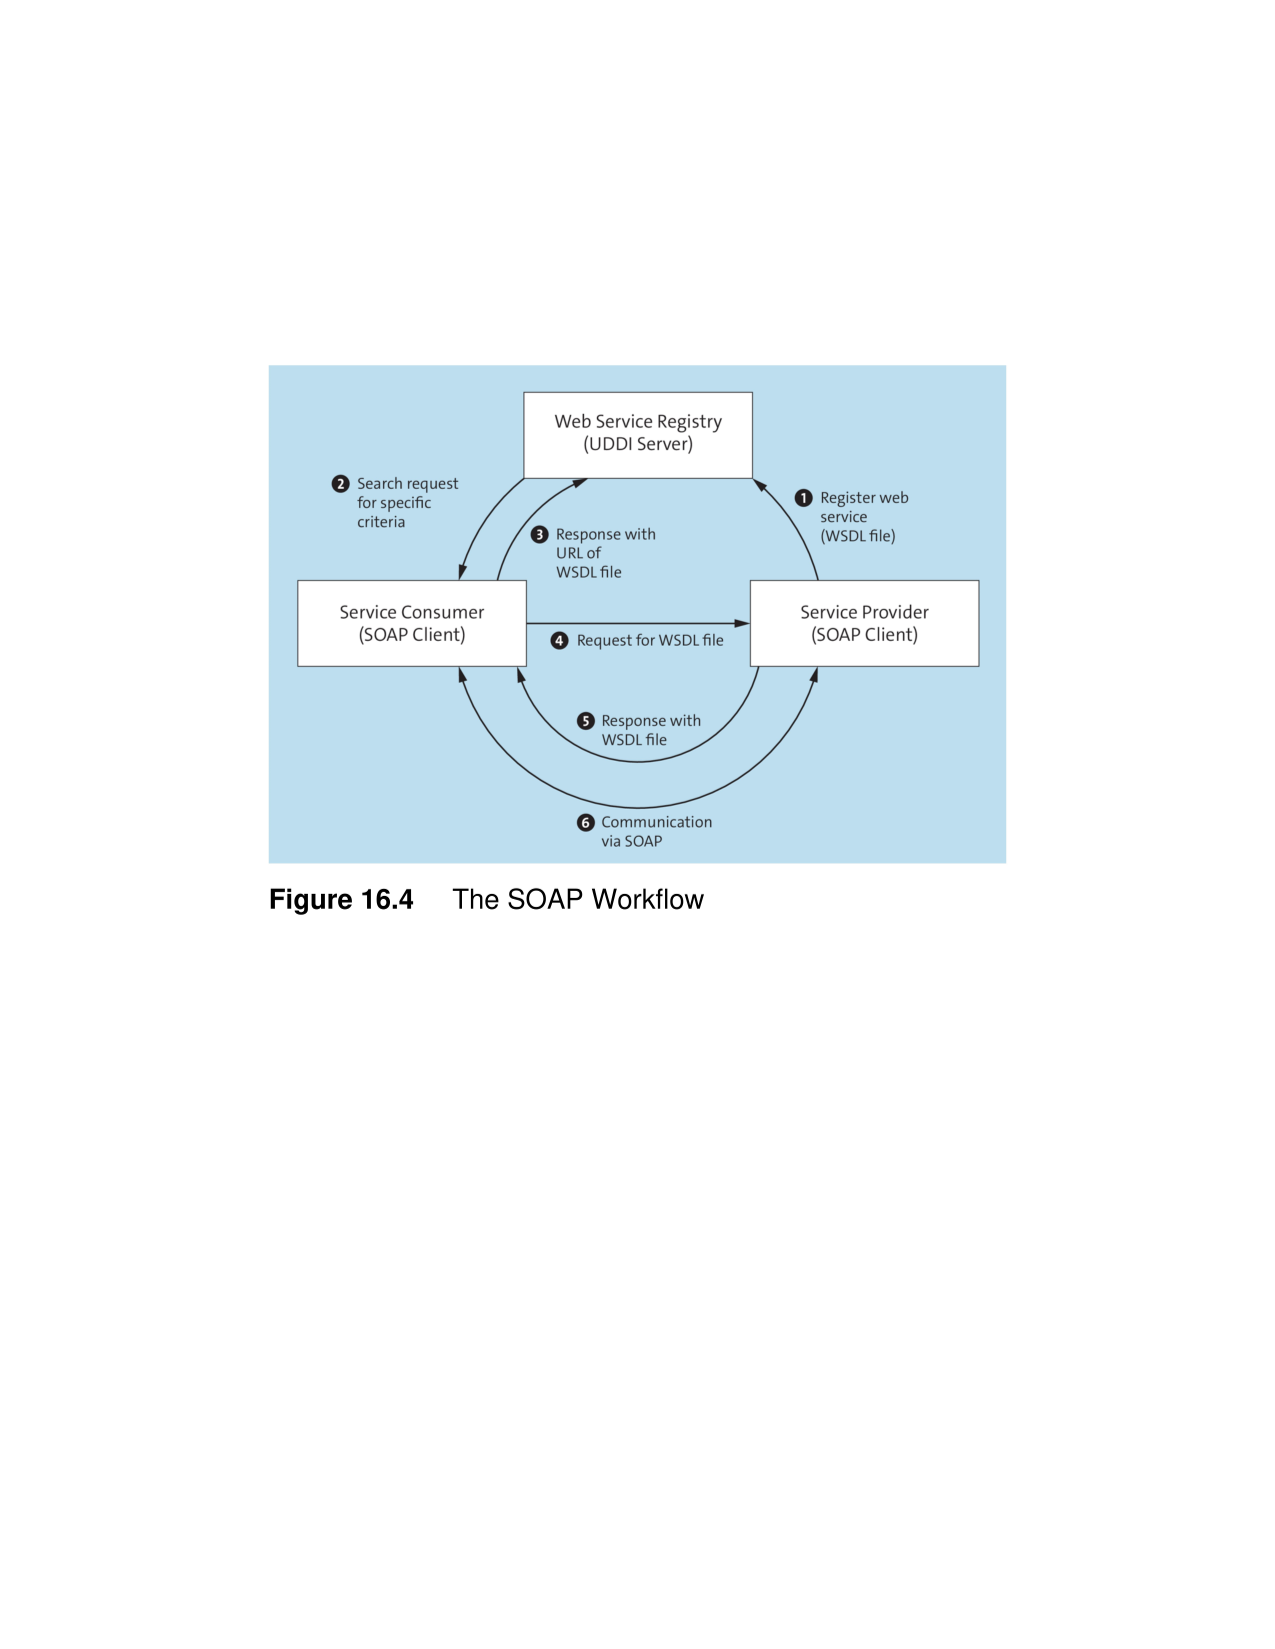 Web Service Registry
(UDDI Server)
2 Search request
for specific
criteria
1 Register web
service
(WSDL file)
3 Response with
URL of
WSDL file
Service Consumer
(SOAP Client)
Service Provider
(SOAP Client)
4 Request for WSDL file
5 Response with
WSDL file
6 Communication
via SOAP
Figure 16.4 The SOAP Workflow